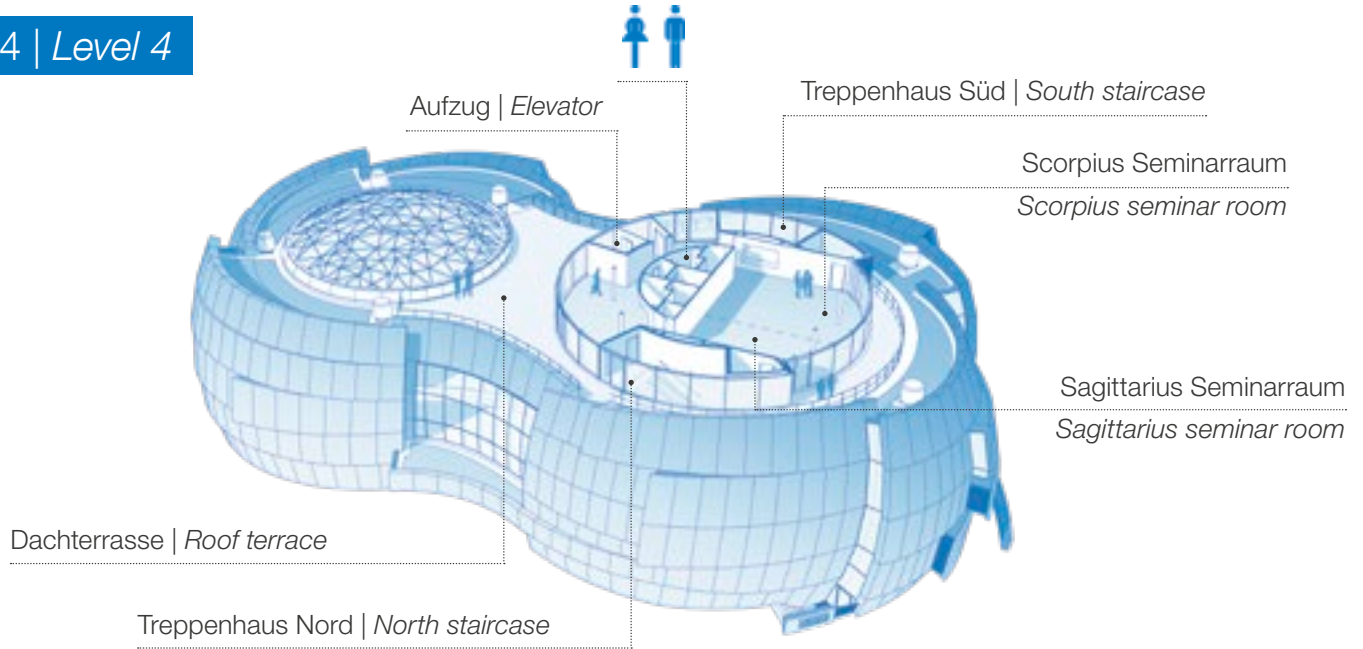 4 | Level 4
Aufzug | Elevator
Treppenhaus Süd | South staircase
Scorpius Seminarraum
Scorpius seminar room
Sagittarius Seminarraum
Sagittarius seminar room
Dachterrasse | Roof terrace
Treppenhaus Nord | North staircase